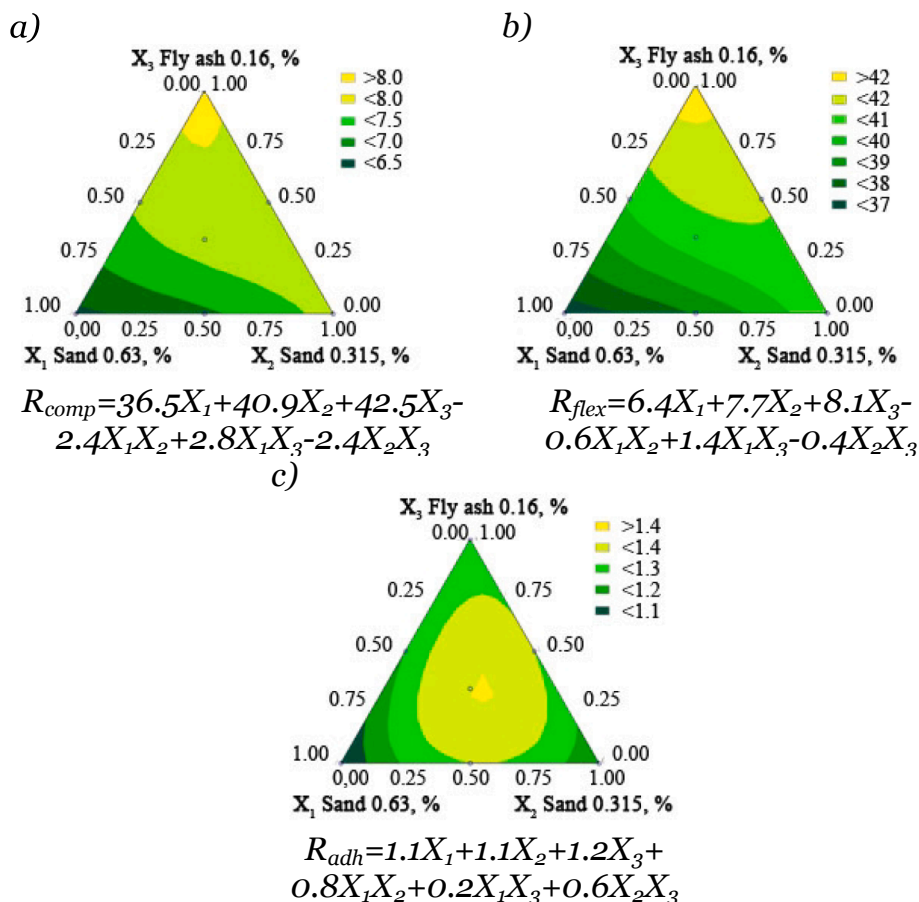 a)
X3 Fly ash 0.16, %
0.00 1.00
>8.0
<8.0
<7.5
<7.0
<6.5
0.25 0.75
0.50 0.50
0.75 0.25
1.00 0.00
0,00 0.25 0.50 0.75 1.00
X1 Sand 0.63, % X2 Sand 0.315, %
Rcomp=36.5X1+40.9X2+42.5X3-
2.4X1X2+2.8X1X3-2.4X2X3
b)
X3 Fly ash 0.16, %
0.00 1.00
>42
<42
<41
<40
<39
<38
<37
0.25 0.75
0.50 0.50
0.75 0.25
1.00 0.00
0,00 0.25 0.50 0.75 1.00
X1 Sand 0.63, % X2 Sand 0.315, %
Rflex=6.4X1+7.7X2+8.1X3-
0.6X1X2+1.4X1X3-0.4X2X3
c)
X3 Fly ash 0.16, %
0.00 1.00
>1.4
<1.4
<1.3
<1.2
<1.1
0.25 0.75
0.50 0.50
0.75 0.25
1.00 0.00
0,00 0.25 0.50 0.75 1.00
X1 Sand 0.63, % X2 Sand 0.315, %
Radh=1.1X1+1.1X2+1.2X3+
0.8X1X2+0.2X1X3+0.6X2X3